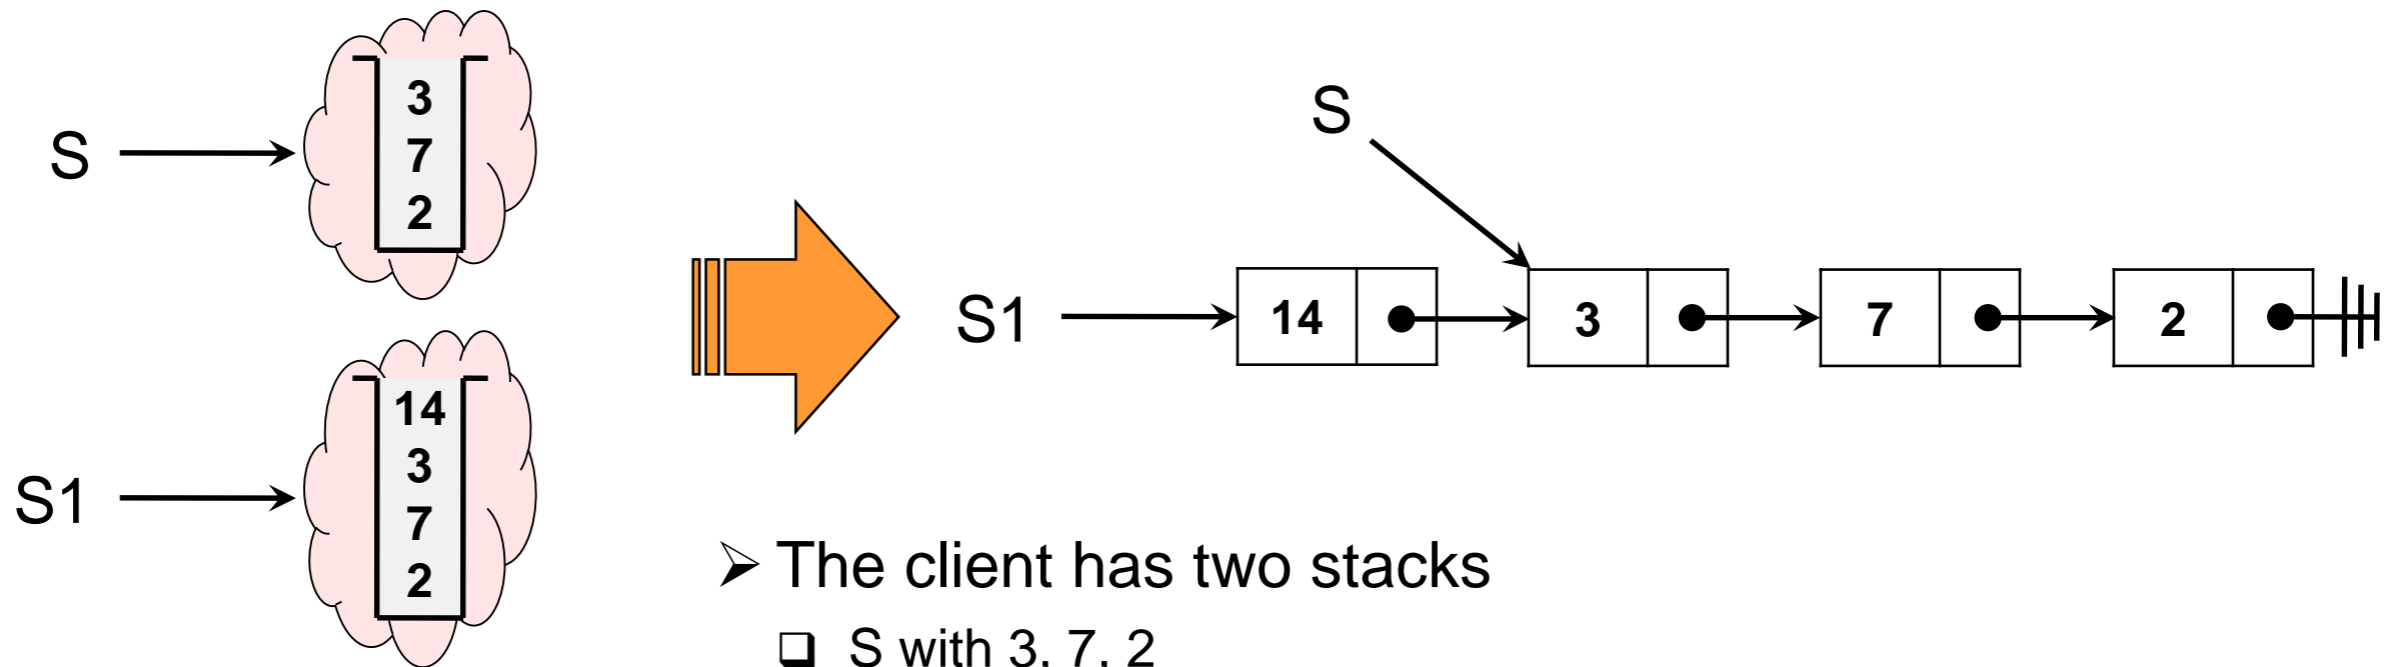 S
3
7
2
S1
14
3
7
2
S
S1
14
3
7
2
➢ The client has two stacks
❑ S with 3, 7, 2